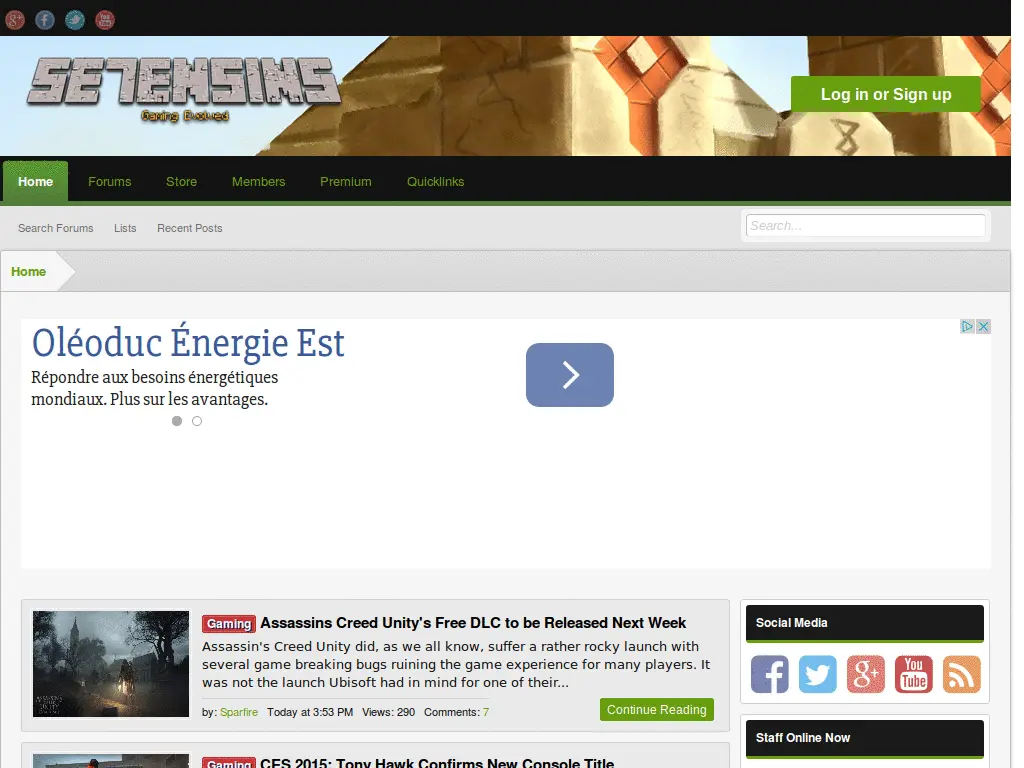 SE7ENSIMS
Gaming Evolved
Log in or Sign up
Home Forums Store Members Premium Quicklinks
Search Forums Lists Recent Posts
Search...
Home
Oléoduc Énergie Est
Répondre aux besoins énergétiques
mondiaux. Plus sur les avantages.
Gaming Assassins Creed Unity's Free DLC to be Released Next Week
Assassin's Creed Unity did, as we all know, suffer a rather rocky launch with
several game breaking bugs ruining the game experience for many players. It
was not the launch Ubisoft had in mind for one of their...
by: Sparfire Today at 3:53 PM Views: 290 Comments: 7
Continue Reading
Social Media
You
Tube
Staff Online Now
Gaming CES 2015: Tony Hawk Confirms New Console Title